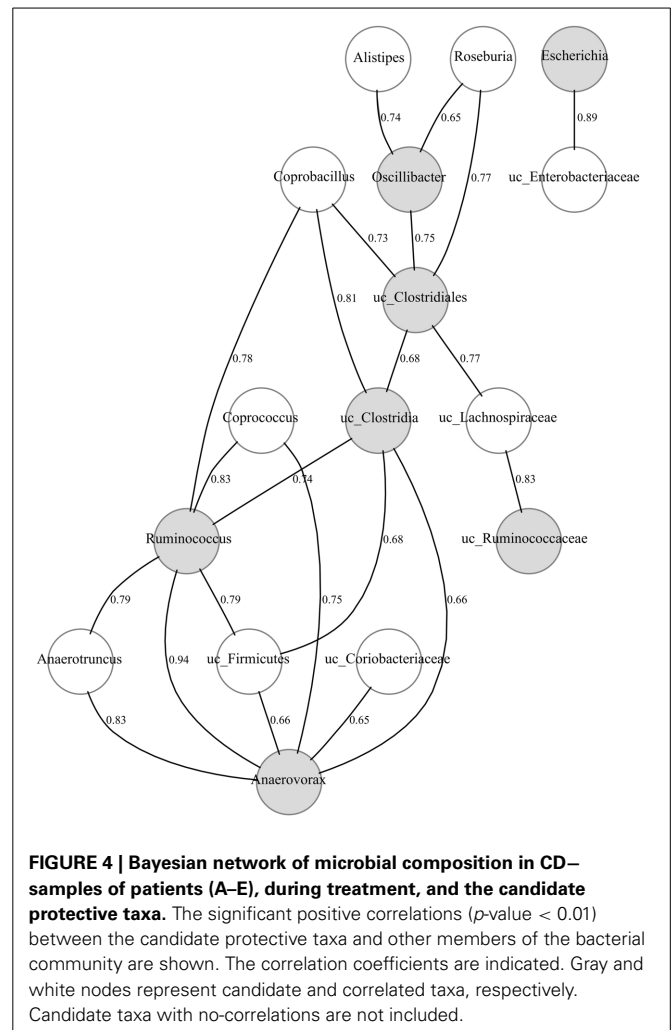 Alistipes
Roseburia
Escherichia
0.74
0.65
0.89
Coprobacillus
Oscillibacter
uc_Enterobacteriaceae
0.77
0.73
0.75
uc_Clostridiales
0.81
0.78
0.68
0.77
Coprococcus
uc_Clostridia
uc_Lachnospiraceae
0.83
0.74
0.83
Ruminococcus
0.68
uc_Ruminococcaceae
0.79
0.79
0.75
0.66
Anaerotruncus
0.94
uc_Firmicutes
uc_Coriobacteriaceae
0.83
0.66
0.65
Anaerovorax
FIGURE 4 | Bayesian network of microbial composition in CD−
samples of patients (A–E), during treatment, and the candidate
protective taxa. The significant positive correlations (p-value < 0.01)
between the candidate protective taxa and other members of the bacterial
community are shown. The correlation coefficients are indicated. Gray and
white nodes represent candidate and correlated taxa, respectively.
Candidate taxa with no-correlations are not included.